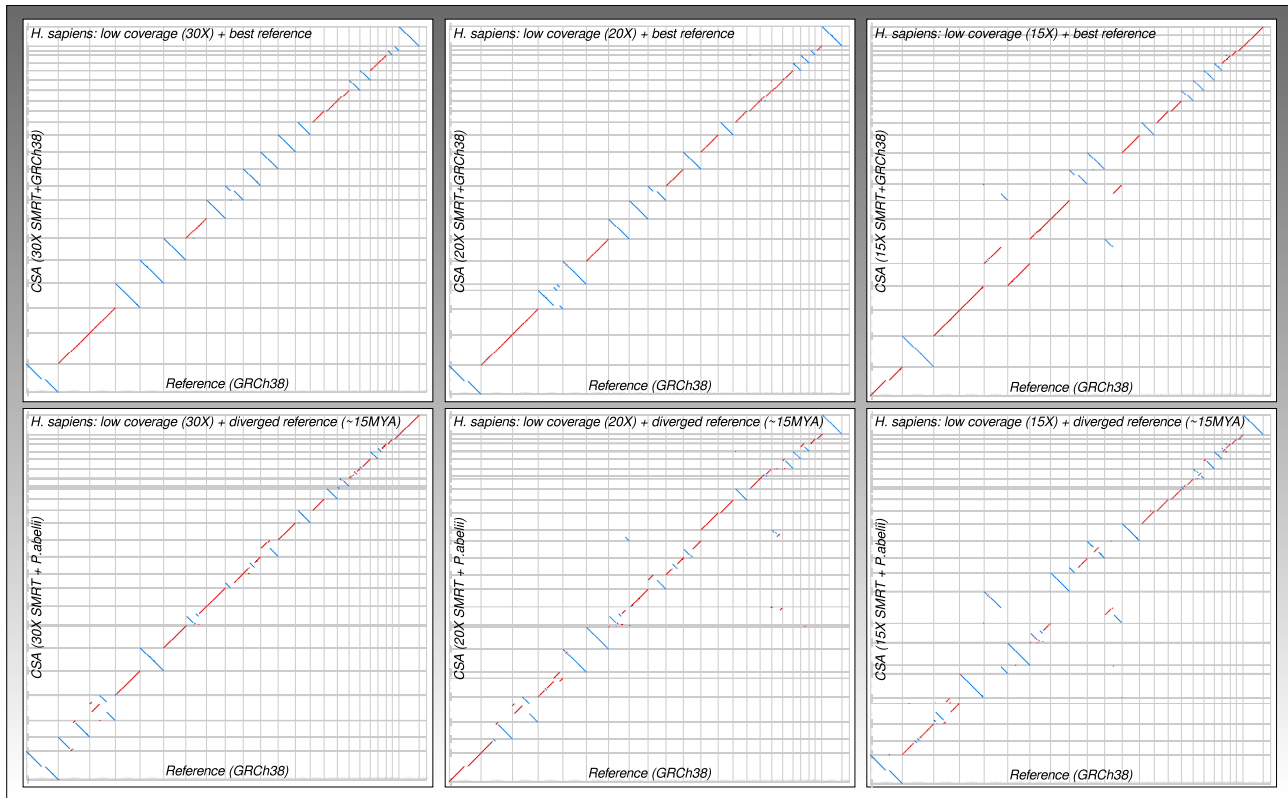 H. sapiens: low coverage (30X) + best reference
CSA (30X SMRT+GRCh38)
Reference (GRCh38)
H. sapiens: low coverage (20X) + best reference
CSA (20X SMRT+GRCh38)
Reference (GRCh38)
H. sapiens: low coverage (15X) + best reference
CSA (15X SMRT+GRCh38)
Reference (GRCh38)
H. sapiens: low coverage (30X) + diverged reference (~15MYA)
CSA (30X SMRT + P.abelii)
Reference (GRCh38)
H. sapiens: low coverage (20X) + diverged reference (~15MYA)
CSA (20X SMRT + P.abelii)
Reference (GRCh38)
H. sapiens: low coverage (15X) + diverged reference (~15MYA)
CSA (15X SMRT + P.abelii)
Reference (GRCh38)